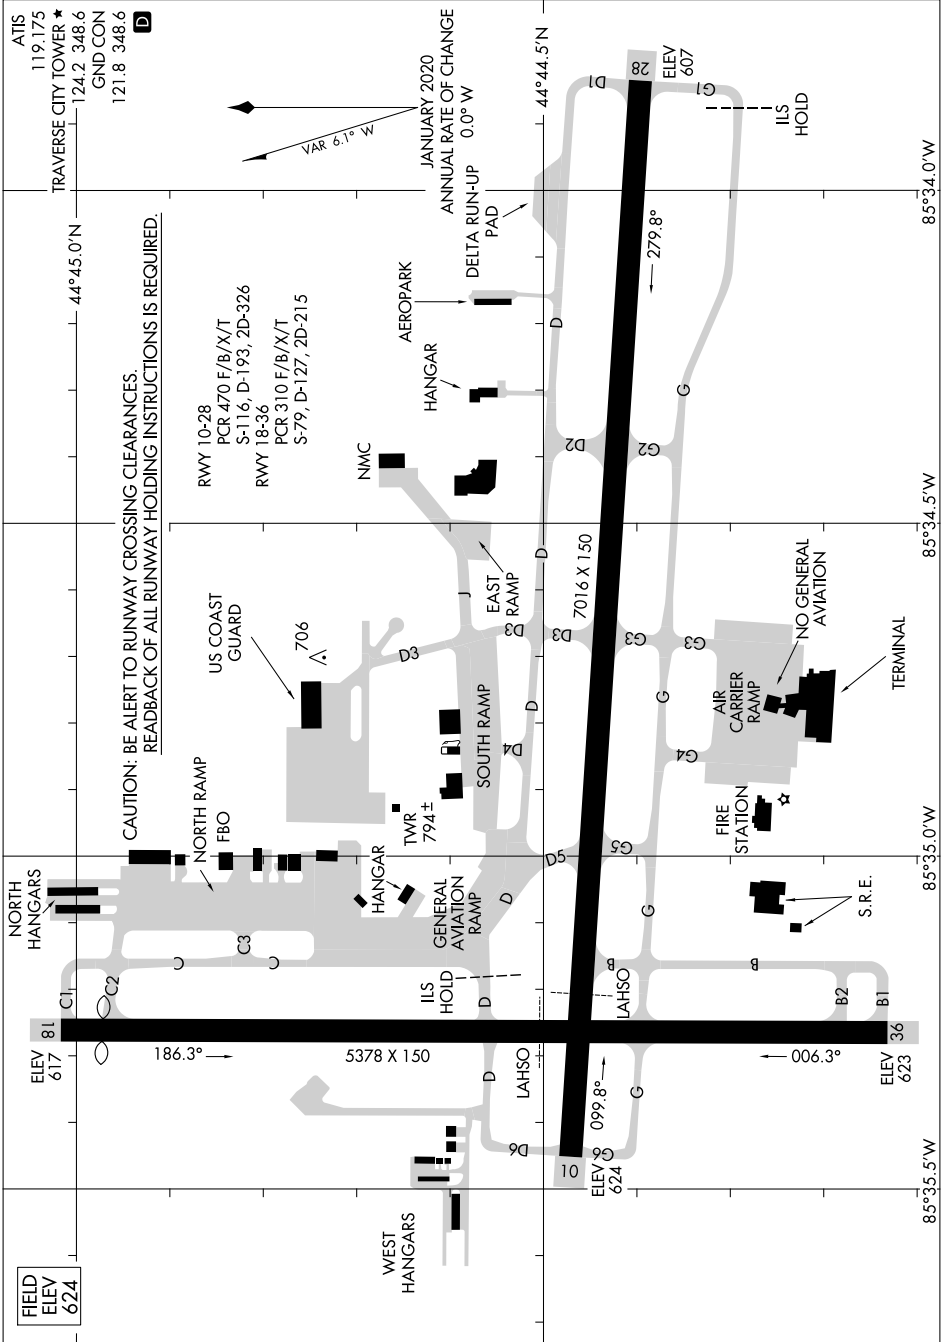 ATIS
119.175
TRAVERSE CITY TOWER ★
124.2 348.6
GND CON
121.8 348.6
D
VAR 6.1° W
JANUARY 2020
ANNUAL RATE OF CHANGE
0.0° W
44°45.0'N
44°44.5'N
CAUTION: BE ALERT TO RUNWAY CROSSING CLEARANCES.
READBACK OF ALL RUNWAY HOLDING INSTRUCTIONS IS REQUIRED.
RWY 10-28
PCR 470 F/B/X/T
S-116, D-193, 2D-326
RWY 18-36
PCR 310 F/B/X/T
S-79, D-127, 2D-215
DELTA RUN-UP
PAD
AEROPARK
HANGAR
NMC
EAST
RAMP
US COAST
GUARD
706
SOUTH RAMP
TWR
794±
NORTH RAMP
FBO
NORTH
HANGARS
HANGAR
GENERAL
AVIATION
RAMP
ILS
HOLD
LAHSO
LAHSO
WEST
HANGARS
FIELD
ELEV
624
ELEV
617
18
186.3°
5378 X 150
006.3°
36
ELEV
623
10
ELEV
624
099.8°
7016 X 150
279.8°
28
ELEV
607
ILS
HOLD
AIR
CARRIER
RAMP
NO GENERAL
AVIATION
TERMINAL
FIRE
STATION
S.R.E.
C1
C2
C
C3
C
D
D
D6
D
D5
D4
D
D3
D3
D3
J
D
D2
D
D1
G1
G
G2
G3
G3
G
G4
G5
G
G
G6
B
B
B2
B1
85°34.0'W
85°34.5'W
85°35.0'W
85°35.5'W